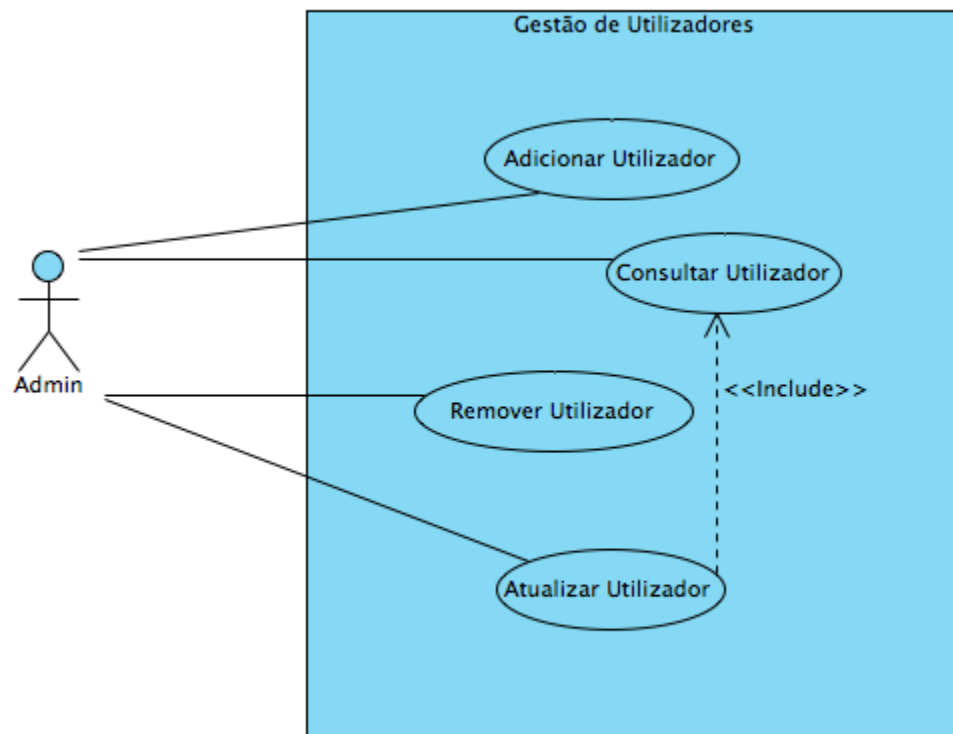 Gestão de Utilizadores
Adicionar Utilizador
Consultar Utilizador
Admin
<<Include>>
Remover Utilizador
Atualizar Utilizador